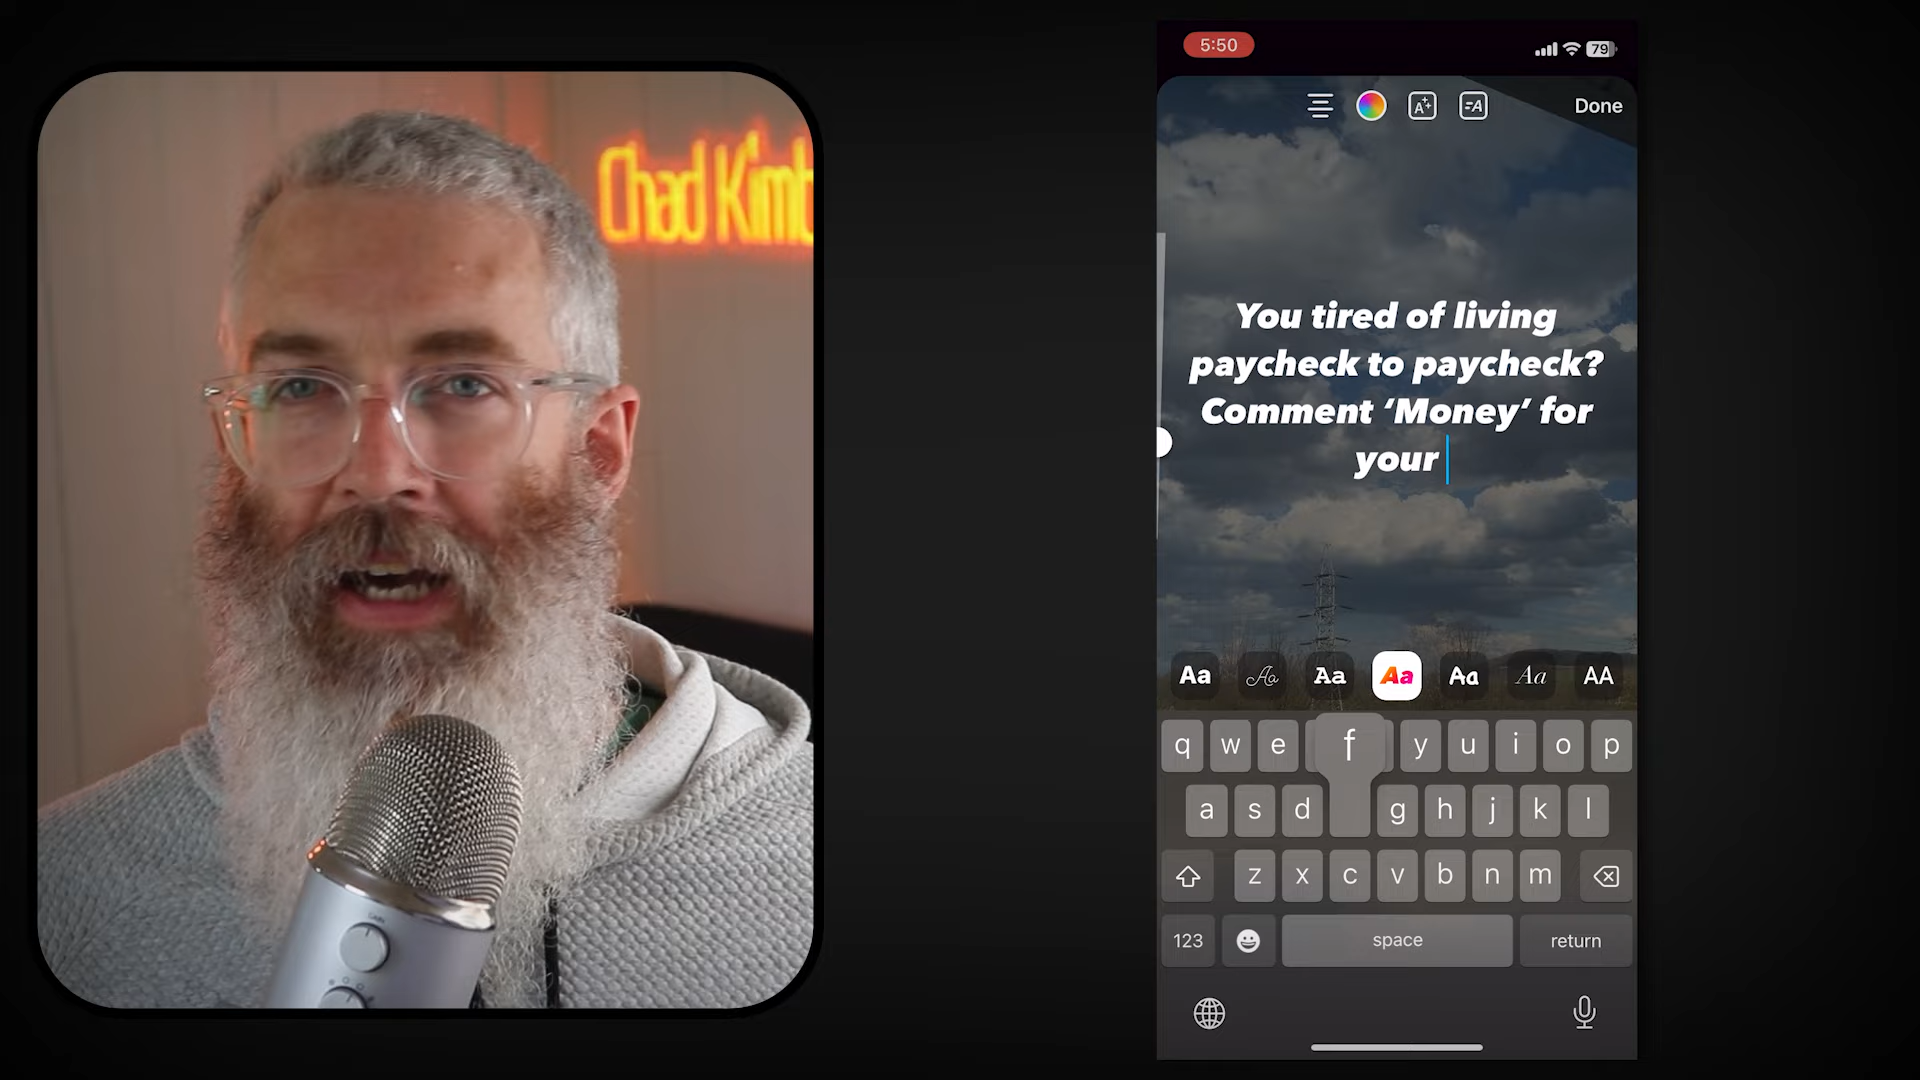 Chad Kimb
5:50
79
Done
You tired of living
paycheck to paycheck?
Comment ‘Money’ for
your
Aa Aa Aa Aa Aa Aa AA
q w e f y u i o p
a s d g h j k l
z x c v b n m
123 space return